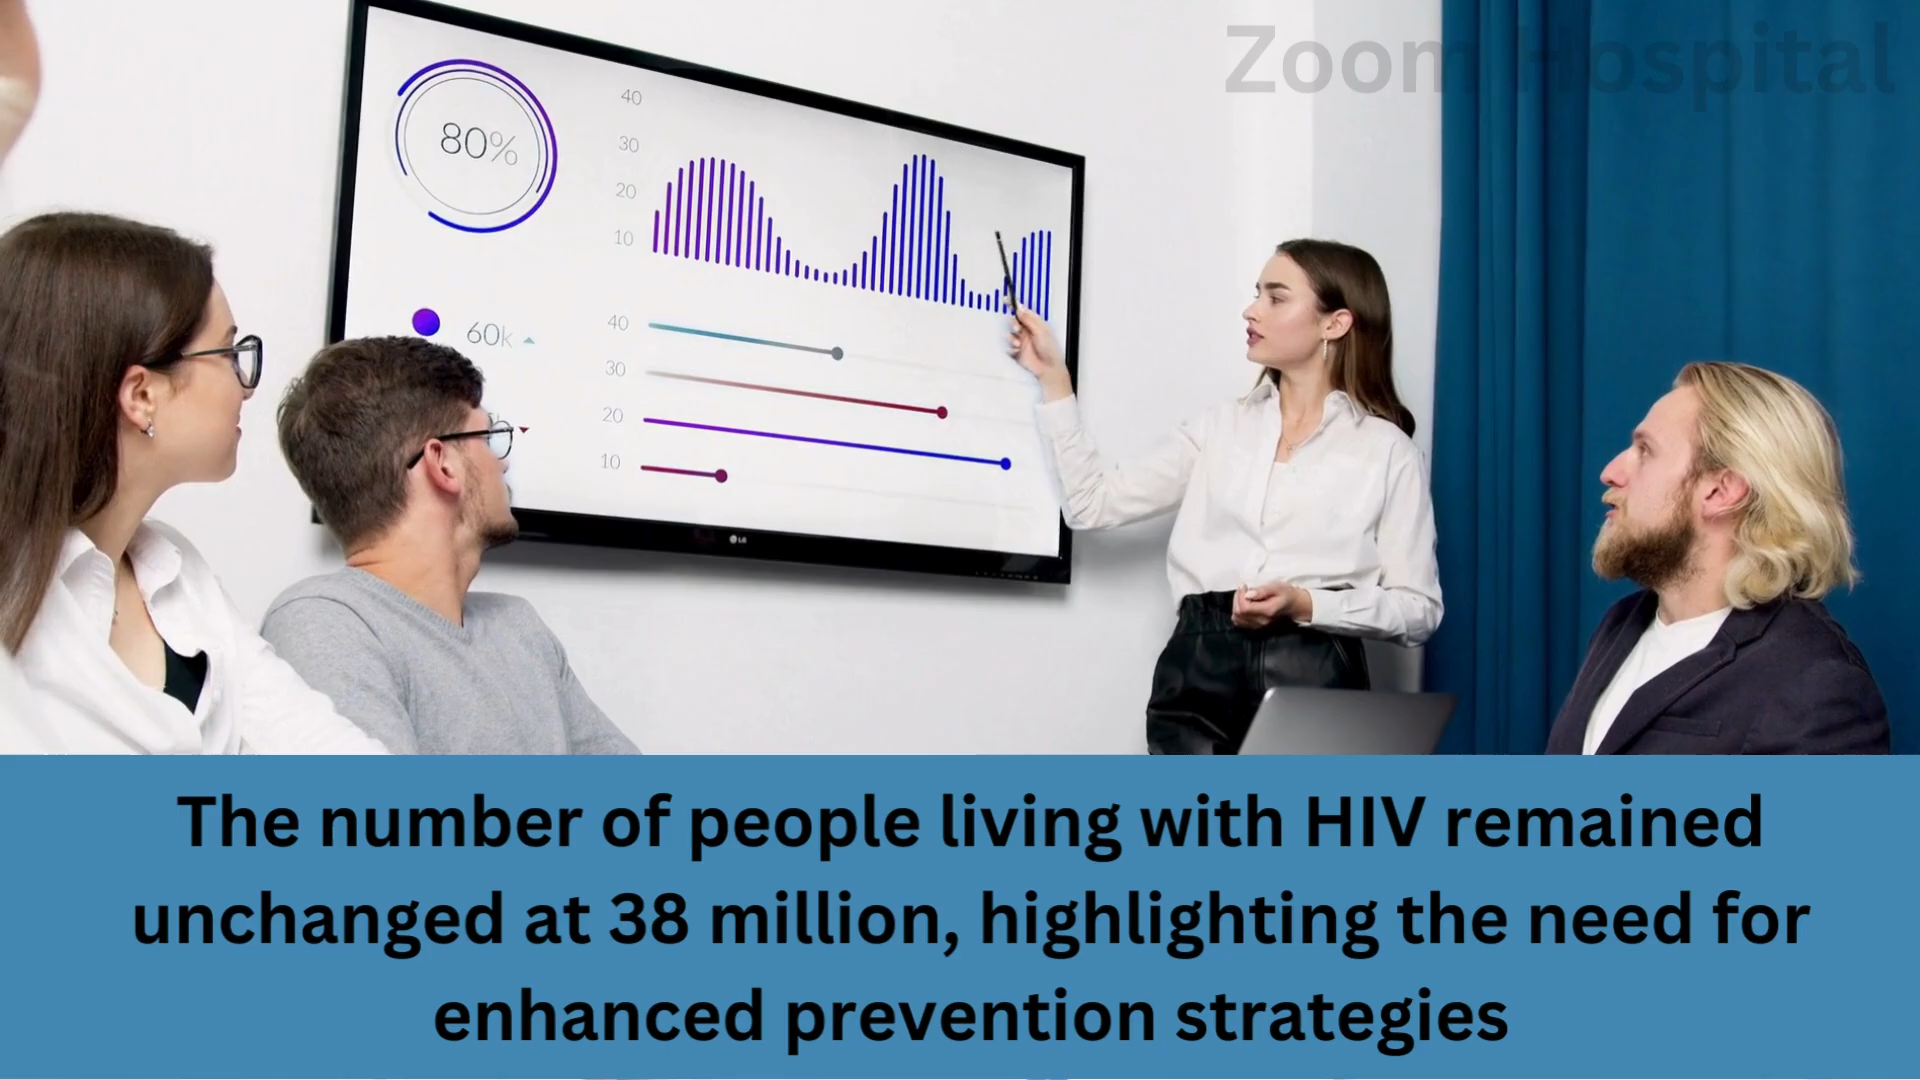 Zoom Hospital
80%
40
30
20
10
60k
40
30
20
10
LG
The number of people living with HIV remained
unchanged at 38 million, highlighting the need for
enhanced prevention strategies